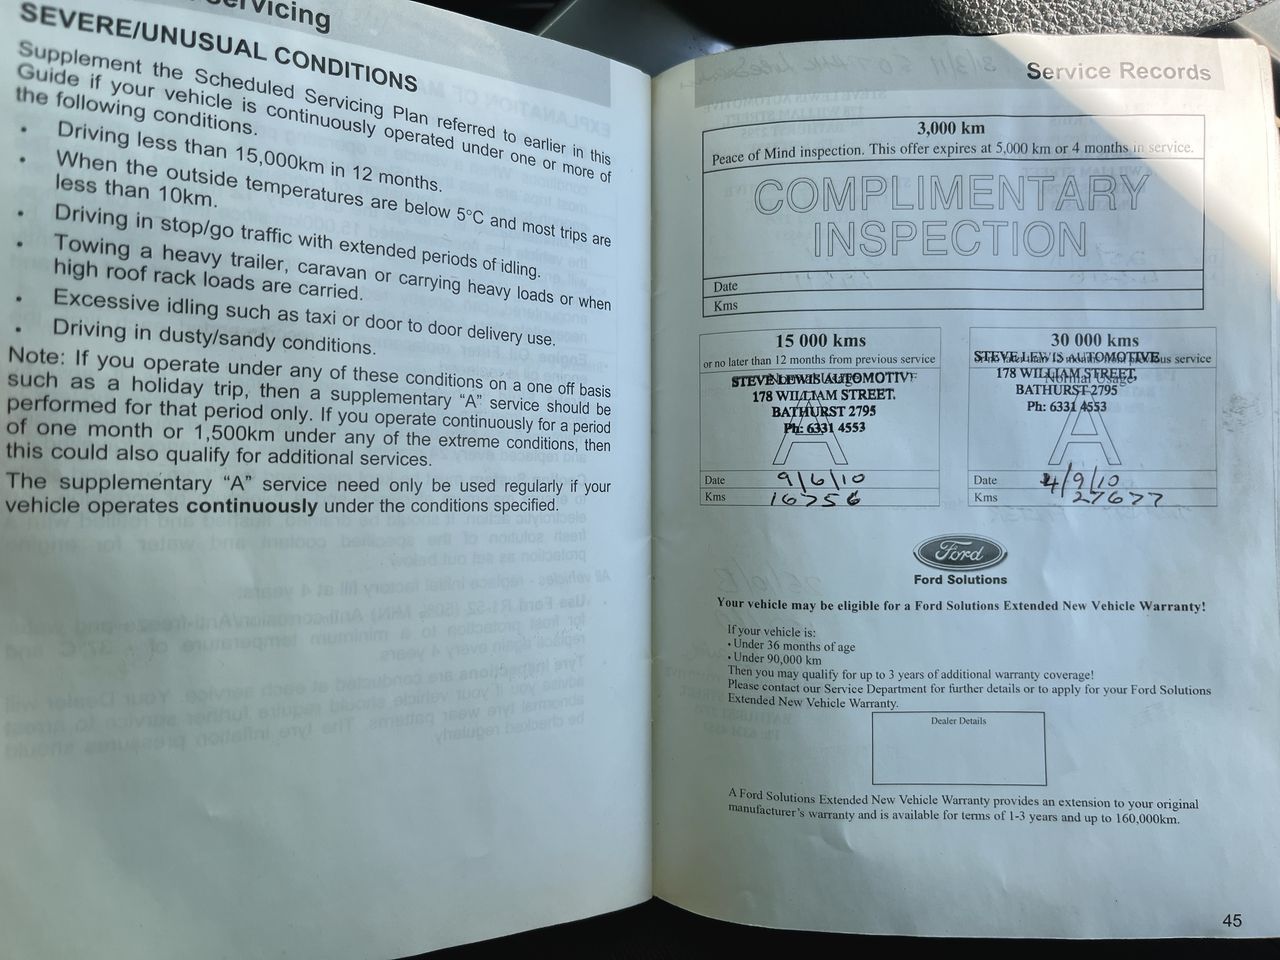 Servicing
SEVERE/UNUSUAL CONDITIONS
Supplement the Scheduled Servicing Plan referred to earlier in this
Guide if your vehicle is continuously operated under one or more of
the following conditions.
• Driving less than 15,000km in 12 months.
• When the outside temperatures are below 5°C and most trips are
less than 10km.
• Driving in stop/go traffic with extended periods of idling.
• Towing a heavy trailer, caravan or carrying heavy loads or when
high roof rack loads are carried.
• Excessive idling such as taxi or door to door delivery use.
• Driving in dusty/sandy conditions.
Note: If you operate under any of these conditions on a one off basis
such as a holiday trip, then a supplementary “A” service should be
performed for that period only. If you operate continuously for a period
of one month or 1,500km under any of the extreme conditions, then
this could also qualify for additional services.
The supplementary “A” service need only be used regularly if your
vehicle operates continuously under the conditions specified.
Service Records
3,000 km
Peace of Mind inspection. This offer expires at 5,000 km or 4 months in service.
COMPLIMENTARY
INSPECTION
Date
Kms
15 000 kms
or no later than 12 months from previous service
STEVE LEWIS AUTOMOTIV
178 WILLIAM STREET.
BATHURST 2795
Ph: 6331 4553
A
Date 9/6/10
Kms 16756
30 000 kms
or no later than 12 months from previous service
STEVE LEWIS AUTOMOTIVE
178 WILLIAM STREET,
Normal Usage
BATHURST 2795
Ph: 6331 4553
A
Date 4/9/10
Kms 27677
Ford
Ford Solutions
Your vehicle may be eligible for a Ford Solutions Extended New Vehicle Warranty!
If your vehicle is:
• Under 36 months of age
• Under 90,000 km
Then you may qualify for up to 3 years of additional warranty coverage!
Please contact our Service Department for further details or to apply for your Ford Solutions
Extended New Vehicle Warranty.
Dealer Details
A Ford Solutions Extended New Vehicle Warranty provides an extension to your original
manufacturer's warranty and is available for terms of 1-3 years and up to 160,000km.
45